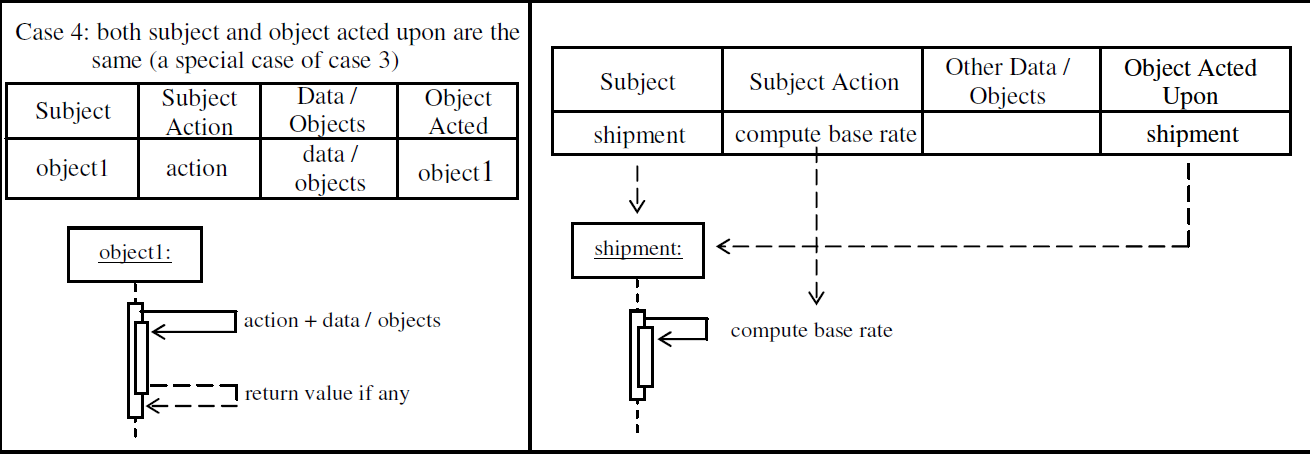 Case 4: both subject and object acted upon are the
same (a special case of case 3)
Subject
Subject
Action
Data /
Objects
Object
Acted
object1
action
data /
objects
object1
object1:
action + data / objects
return value if any
Subject
Subject Action
Other Data /
Objects
Object Acted
Upon
shipment
compute base rate
shipment
shipment:
compute base rate